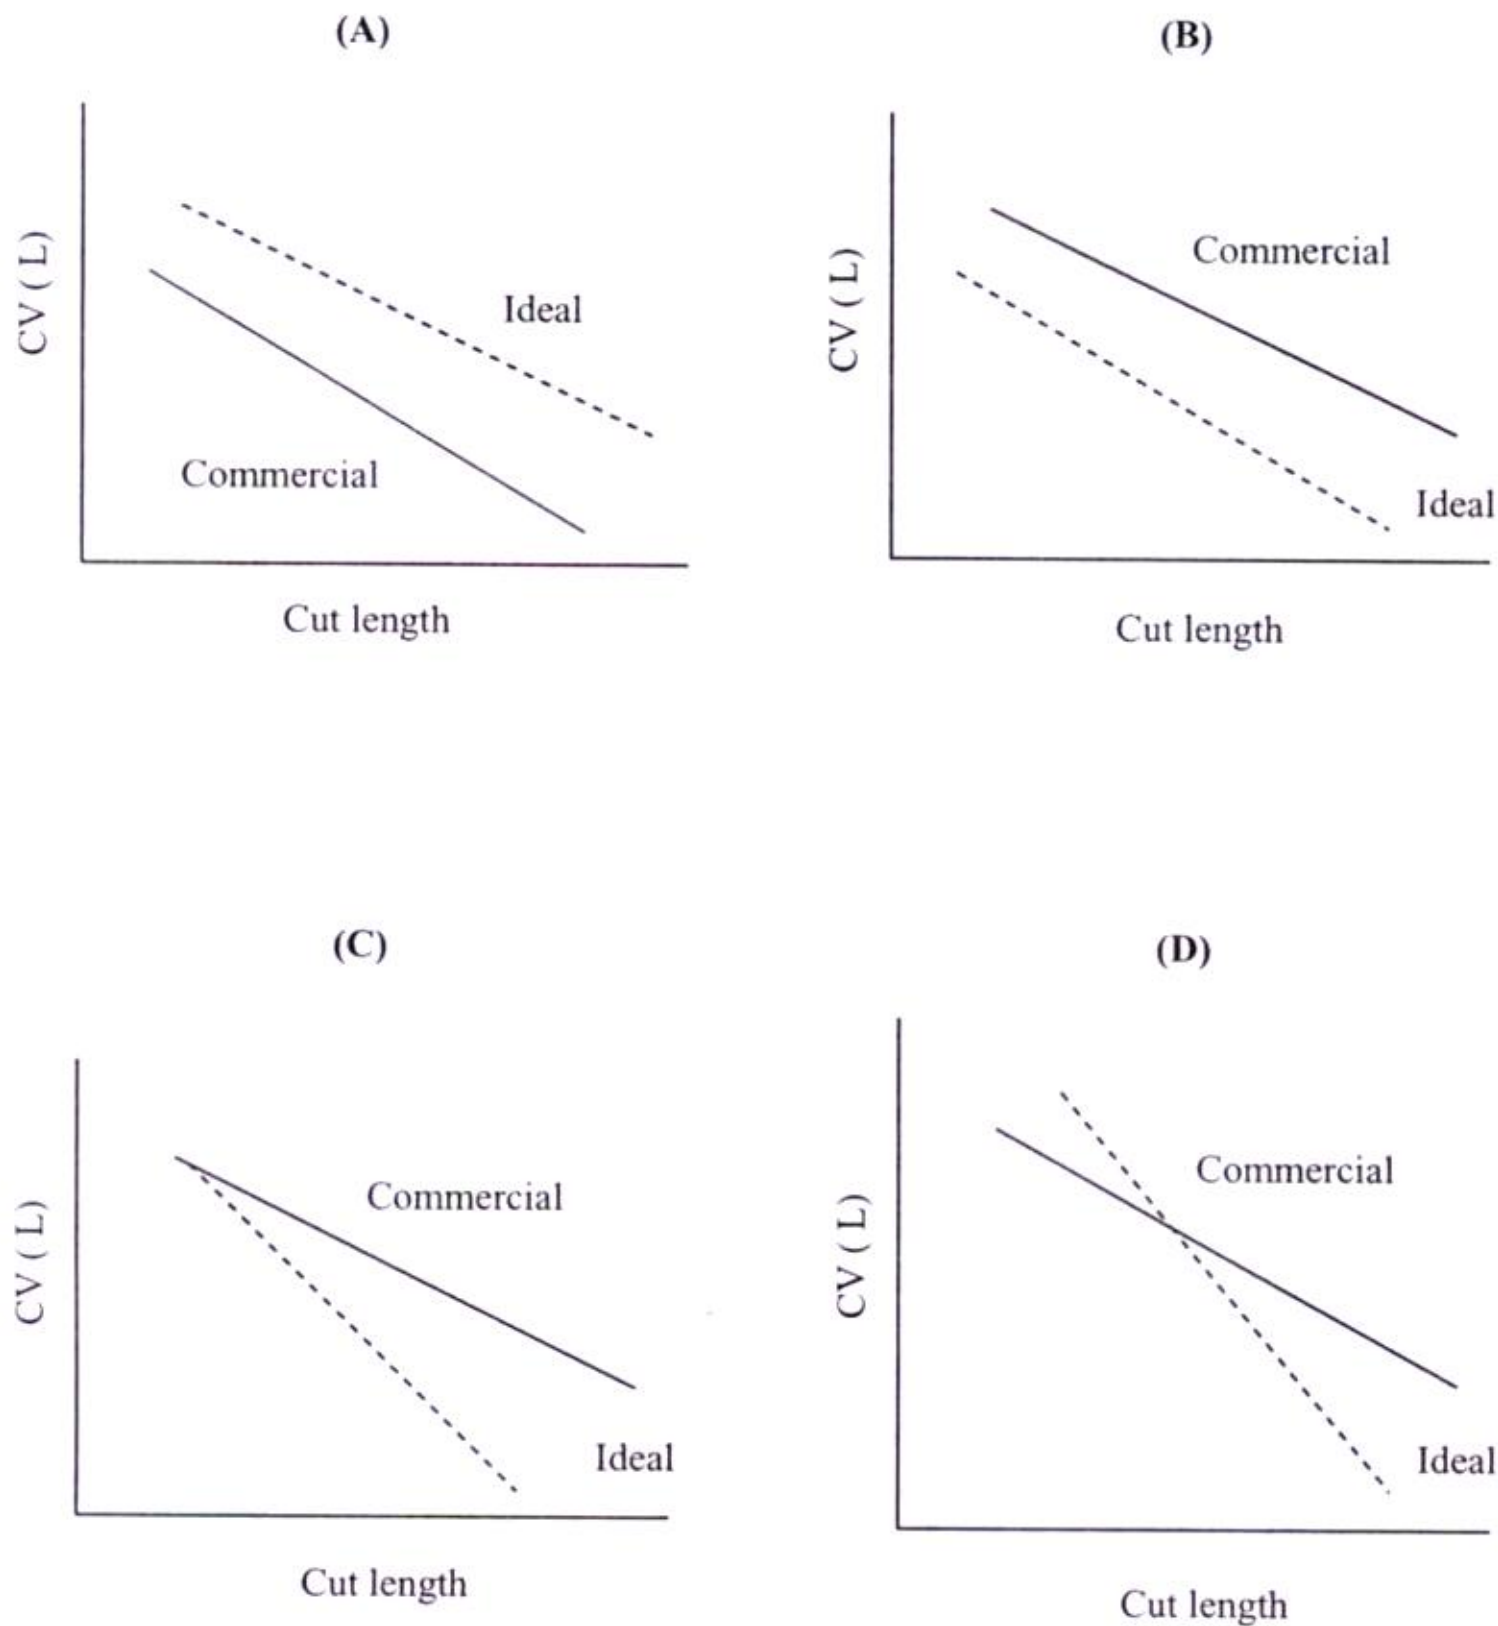 (A)
CV ( L)
Ideal
Commercial
Cut length
(B)
CV ( L)
Commercial
Ideal
Cut length
(C)
CV ( L)
Commercial
Ideal
Cut length
(D)
CV ( L)
Commercial
Ideal
Cut length